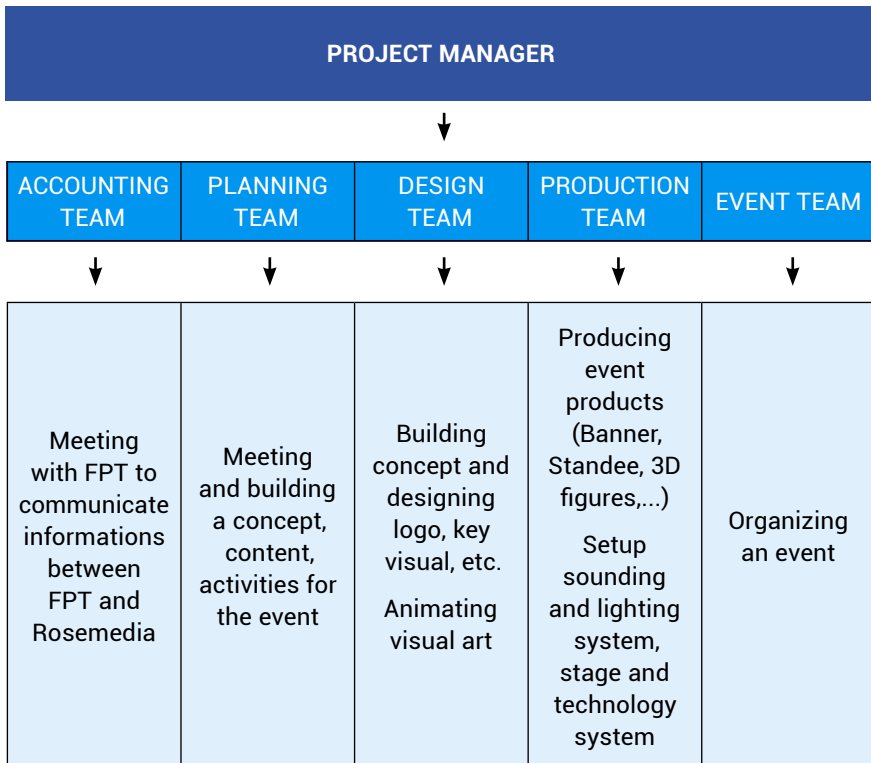 PROJECT MANAGER
ACCOUNTING
TEAM
PLANNING
TEAM
DESIGN
TEAM
PRODUCTION
TEAM
EVENT TEAM
Meeting
with FPT to
communicate
informations
between
FPT and
Rosemedia
Meeting
and building
a concept,
content,
activities for
the event
Building
concept and
designing
logo, key
visual, etc.
Animating
visual art
Producing
event
products
(Banner,
Standee, 3D
figures,...)
Setup
sounding
and lighting
system,
stage and
technology
system
Organizing
an event